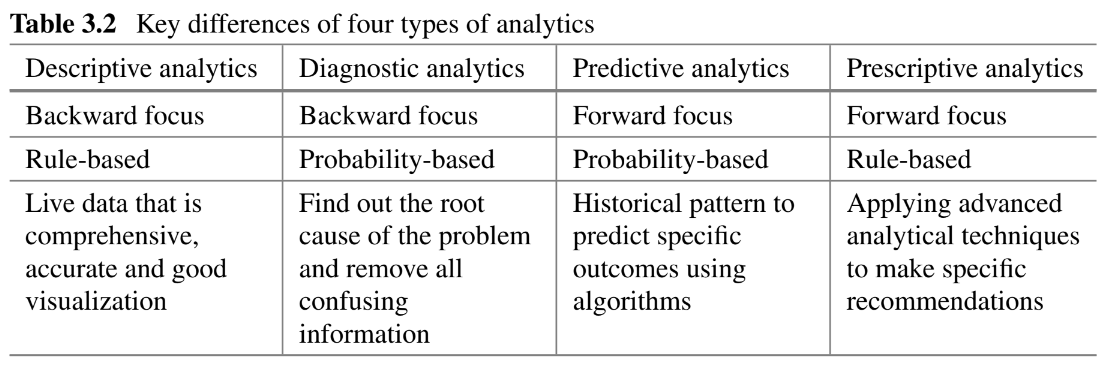 Table 3.2 Key differences of four types of analytics
Descriptive analytics Diagnostic analytics Predictive analytics Prescriptive analytics
Backward focus Backward focus Forward focus Forward focus
Rule-based Probability-based Probability-based Rule-based
Live data that is Find out the root Historical pattern to Applying advanced
comprehensive, cause of the problem predict specific analytical techniques
accurate and good and remove all outcomes using to make specific
visualization confusing algorithms recommendations
information